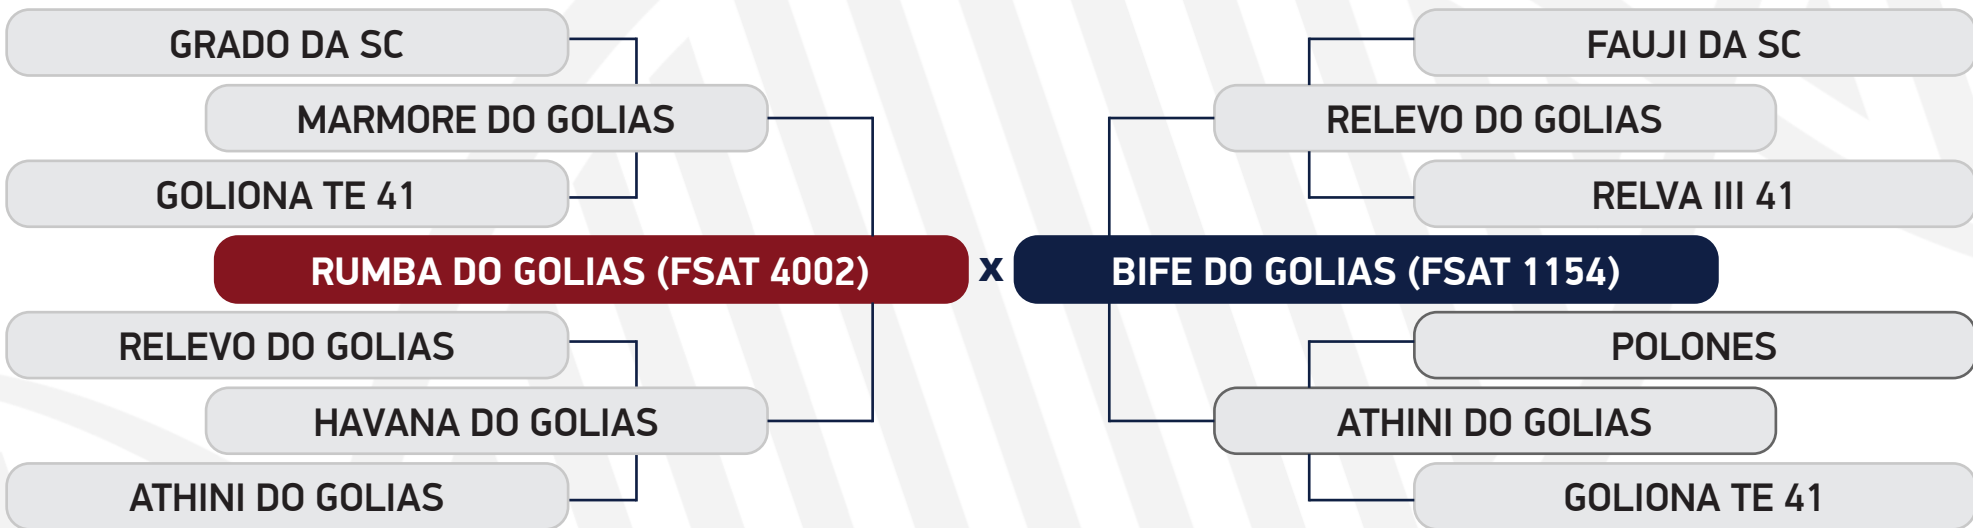 GRADO DA SC
FAUJI DA SC
MARMORE DO GOLIAS
RELEVO DO GOLIAS
GOLIONA TE 41
RELVA III 41
RUMBA DO GOLIAS (FSAT 4002) x BIFE DO GOLIAS (FSAT 1154)
RELEVO DO GOLIAS
POLONES
HAVANA DO GOLIAS
ATHINI DO GOLIAS
ATHINI DO GOLIAS
GOLIONA TE 41